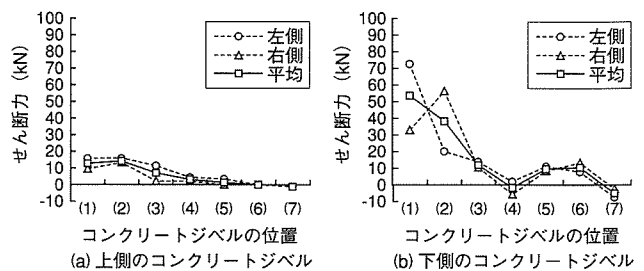 せん断力 (kN)
100
90
80
70
60
50
40
30
20
10
0
-10
左側
右側
平均
(1) (2) (3) (4) (5) (6) (7)
コンクリートジベルの位置
(a) 上側のコンクリートジベル
せん断力 (kN)
100
90
80
70
60
50
40
30
20
10
0
-10
左側
右側
平均
(1) (2) (3) (4) (5) (6) (7)
コンクリートジベルの位置
(b) 下側のコンクリートジベル